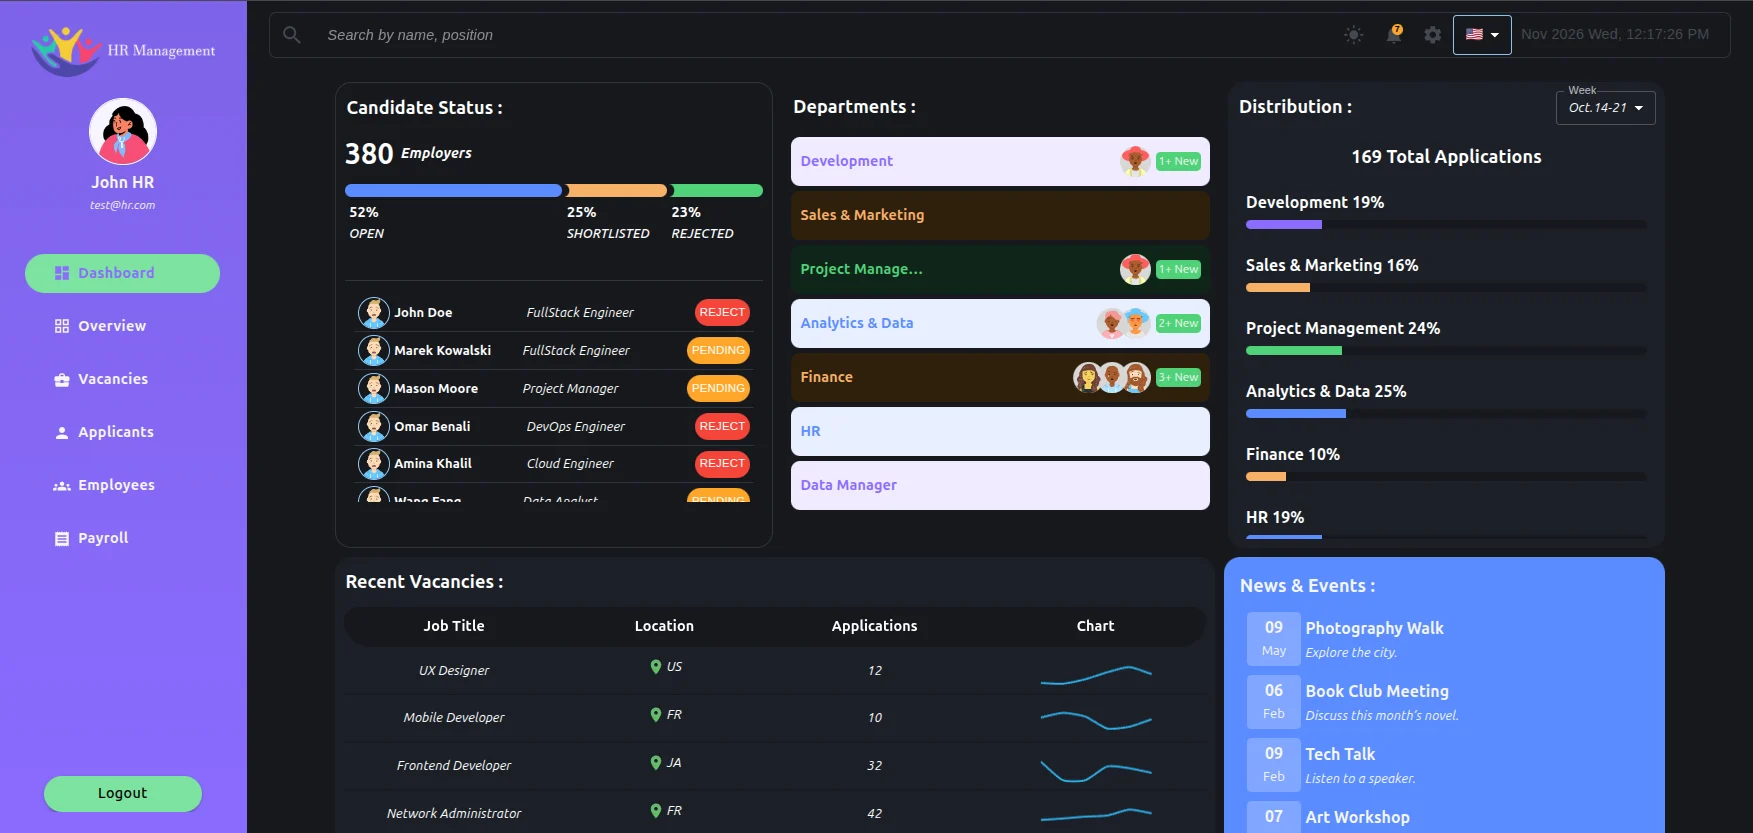 HR Management
John HR
test@hr.com
Dashboard
Overview
Vacancies
Applicants
Employees
Payroll
Logout
Search by name, position
7
Nov 2026 Wed, 12:17:26 PM
Candidate Status :
380 Employers
52% 25% 23%
OPEN SHORTLISTED REJECTED
John Doe FullStack Engineer REJECT
Marek Kowalski FullStack Engineer PENDING
Mason Moore Project Manager PENDING
Omar Benali DevOps Engineer REJECT
Amina Khalil Cloud Engineer REJECT
Wang Fang Data Analyst PENDING
Departments :
Development 1+ New
Sales & Marketing
Project Manage... 1+ New
Analytics & Data 2+ New
Finance 3+ New
HR
Data Manager
Distribution :
Week
Oct.14-21
169 Total Applications
Development 19%
Sales & Marketing 16%
Project Management 24%
Analytics & Data 25%
Finance 10%
HR 19%
Recent Vacancies :
Job Title Location Applications Chart
UX Designer US 12
Mobile Developer FR 10
Frontend Developer JA 32
Network Administrator FR 42
News & Events :
09 Photography Walk
May Explore the city.
06 Book Club Meeting
Feb Discuss this month's novel.
09 Tech Talk
Feb Listen to a speaker.
07 Art Workshop